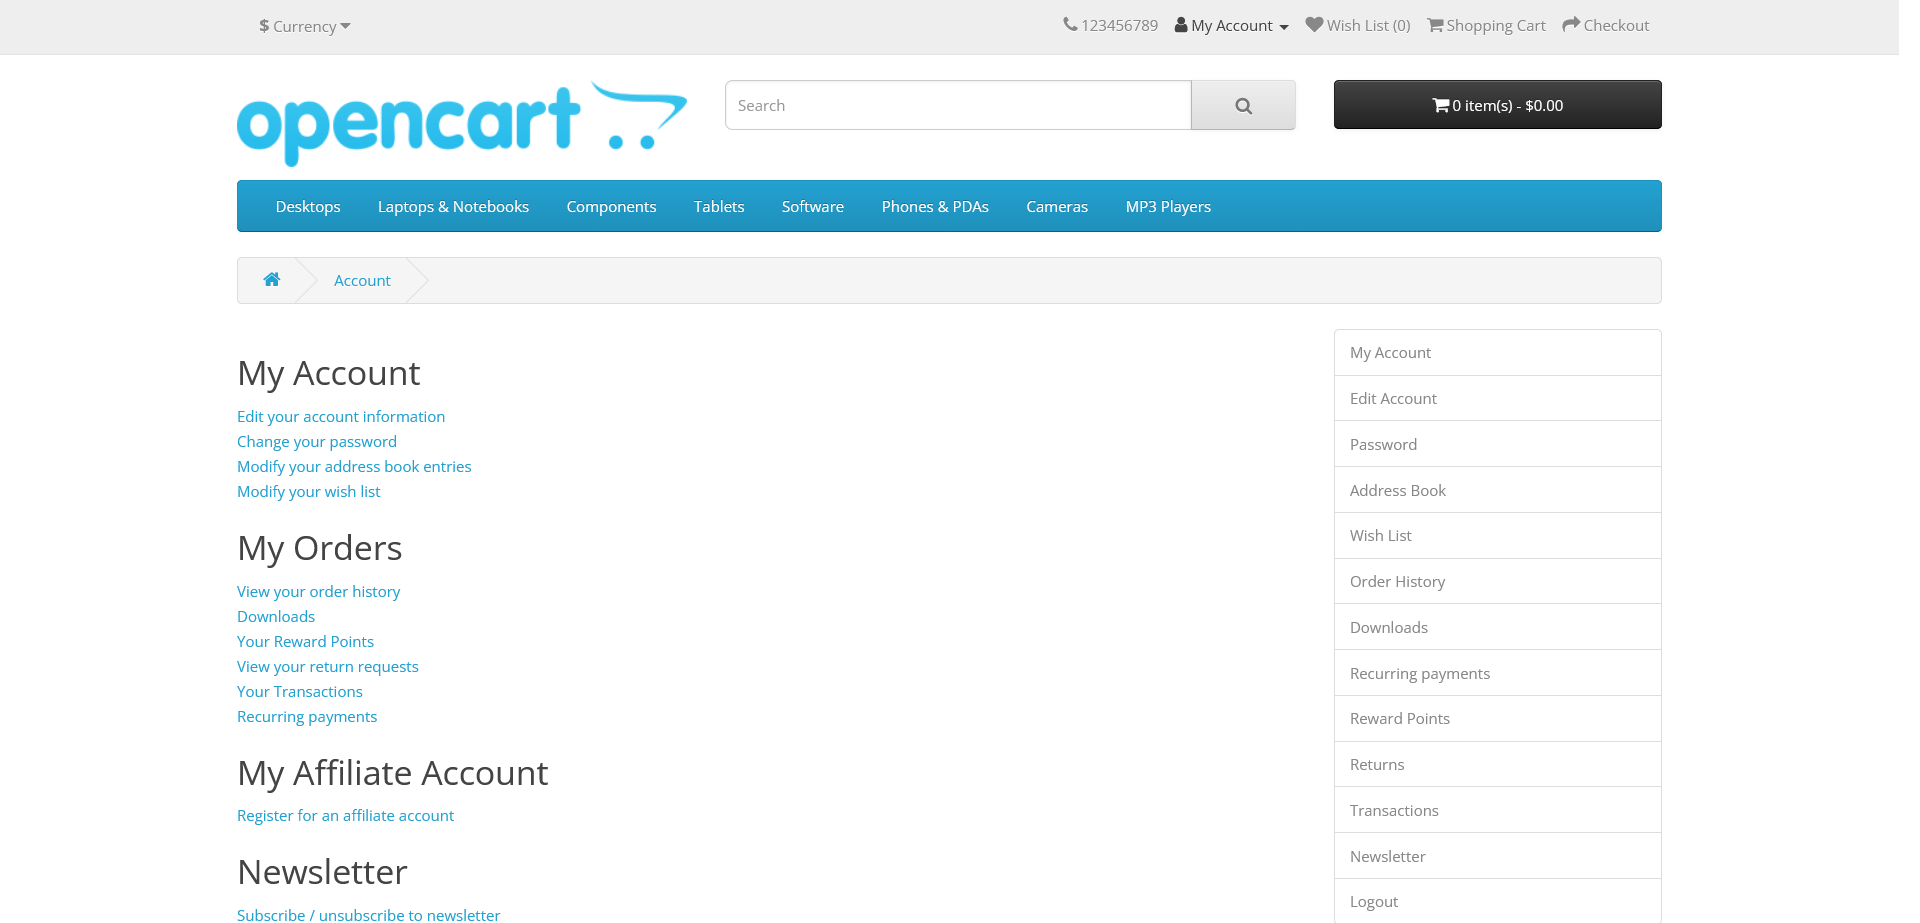 $ Currency
123456789 My Account Wish List (0) Shopping Cart Checkout
opencart
Search
0 item(s) - $0.00
Desktops Laptops & Notebooks Components Tablets Software Phones & PDAs Cameras MP3 Players
Account
My Account
Edit your account information
Change your password
Modify your address book entries
Modify your wish list
My Orders
View your order history
Downloads
Your Reward Points
View your return requests
Your Transactions
Recurring payments
My Affiliate Account
Register for an affiliate account
Newsletter
Subscribe / unsubscribe to newsletter
My Account
Edit Account
Password
Address Book
Wish List
Order History
Downloads
Recurring payments
Reward Points
Returns
Transactions
Newsletter
Logout